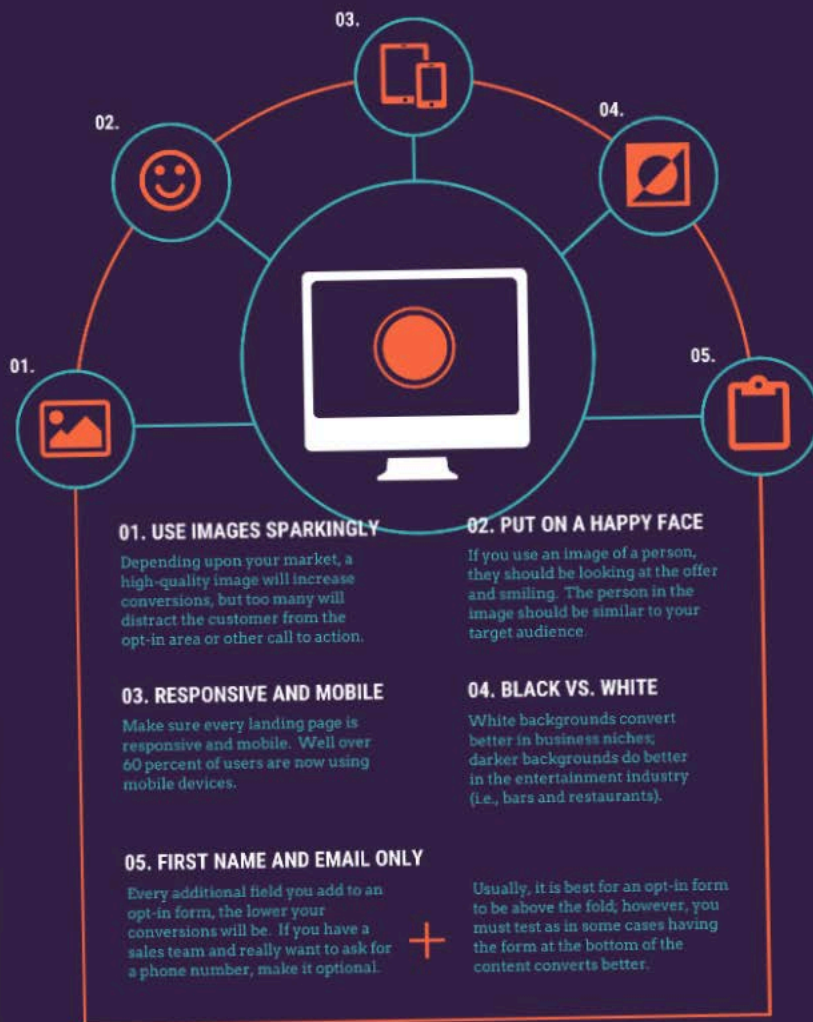 03.
02.
04.
01.
05.
01. USE IMAGES SPARKINGLY
Depending upon your market, a
high-quality image will increase
conversions, but too many will
distract the customer from the
opt-in area or other call to action.
02. PUT ON A HAPPY FACE
If you use an image of a person,
they should be looking at the offer
and smiling. The person in the
image should be similar to your
target audience.
03. RESPONSIVE AND MOBILE
Make sure every landing page is
responsive and mobile. Well over
60 percent of users are now using
mobile devices.
04. BLACK VS. WHITE
White backgrounds convert
better in business niches;
darker backgrounds do better
in the entertainment industry
(i.e., bars and restaurants).
05. FIRST NAME AND EMAIL ONLY
Every additional field you add to an
opt-in form, the lower your
conversions will be. If you have a
sales team and really want to ask for
a phone number, make it optional.
+
Usually, it is best for an opt-in form
to be above the fold; however, you
must test as in some cases having
the form at the bottom of the
content converts better.